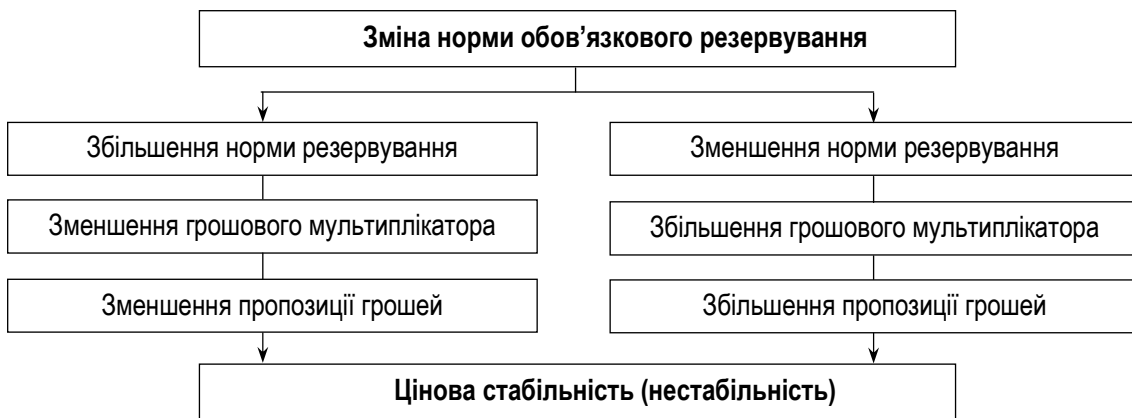 Зміна норми обов’язкового резервування
Збільшення норми резервування
Зменшення норми резервування
Зменшення грошового мультиплікатора
Збільшення грошового мультиплікатора
Зменшення пропозиції грошей
Збільшення пропозиції грошей
Цінова стабільність (нестабільність)